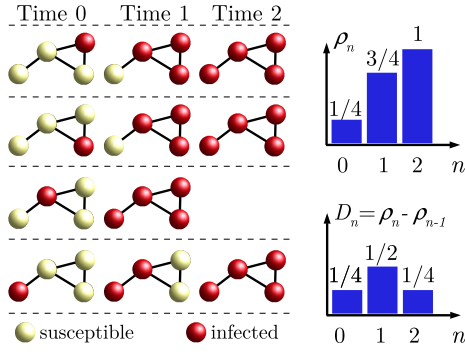 Time 0 Time 1 Time 2
susceptible infected
ρn
1/4 3/4 1
0 1 2 n
Dn = ρn - ρn-1
1/4 1/2 1/4
0 1 2 n